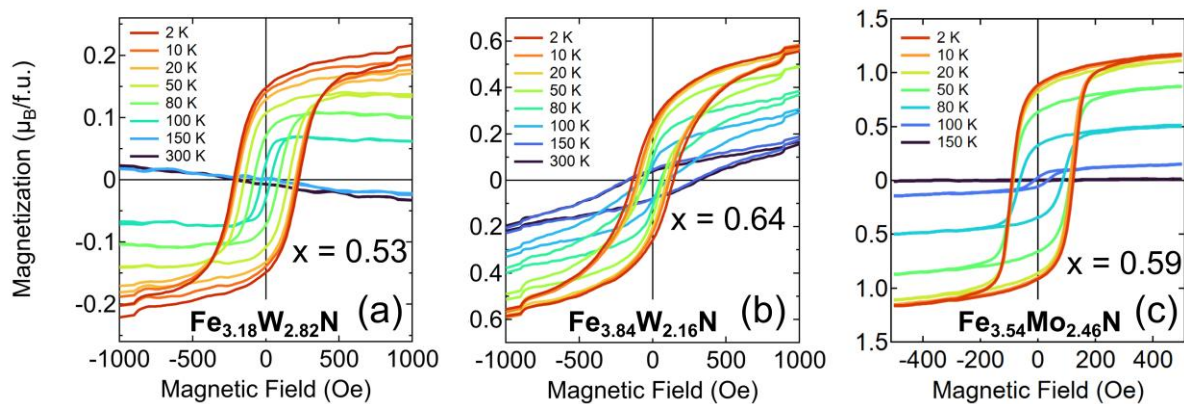 Magnetization (μB/f.u.)
0.2
0.1
0
-0.1
-0.2
2 K
10 K
20 K
50 K
80 K
100 K
150 K
300 K
x = 0.53
Fe3.18W2.82N
(a)
-1000 -500 0 500 1000
Magnetic Field (Oe)
0.6
0.4
0.2
0
0.2
0.4
0.6
2 K
10 K
20 K
50 K
80 K
100 K
150 K
300 K
x = 0.64
Fe3.84W2.16N
(b)
-1000 -500 0 500 1000
Magnetic Field (Oe)
1.5
1.0
0.5
0
0.5
1.0
1.5
2 K
10 K
20 K
50 K
80 K
100 K
150 K
x = 0.59
Fe3.54Mo2.46N
(c)
-400 0 200 400
Magnetic Field (Oe)